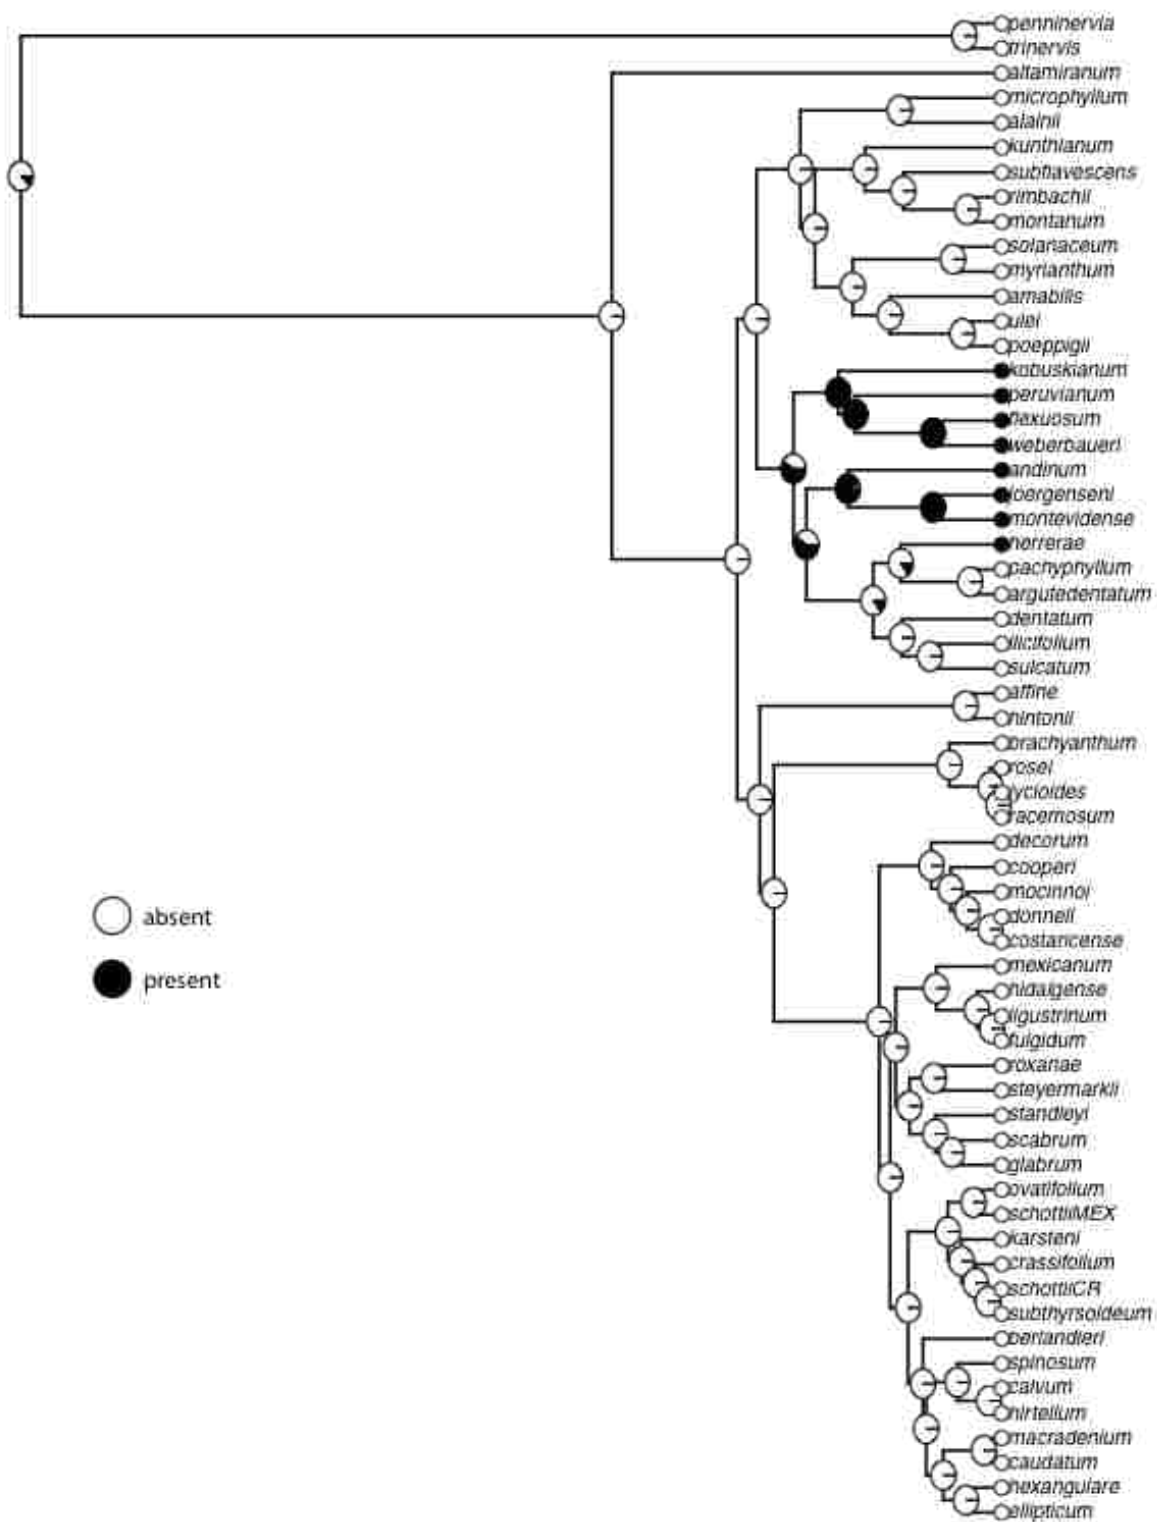 penninervia
trinervis
altamiranum
microphyllum
alainii
kunthianum
subflavescens
rimbachii
montanum
solanaceum
myrianthum
amabilis
ulei
poeppigii
kobuskianum
peruvianum
flexuosum
weberbaueri
andinum
joergenseni
montevidense
herrerae
pachyphyllum
argutedentatum
dentatum
ilicifolium
sulcatum
affine
hintonii
brachyanthum
rosei
lycioides
racemosum
decorum
cooperi
mocinnoi
absent
donnell
costaricense
mexicanum
present
hidalgense
ligustrinum
fulgidum
roxanae
steyermarkii
standleyi
scabrum
glabrum
ovatifolium
schottiiMEX
karsteni
crassifolium
schottiiCR
subthyrsoideum
berlandieri
spinosum
calvum
hirtellum
macradenium
caudatum
hexangulare
ellipticum